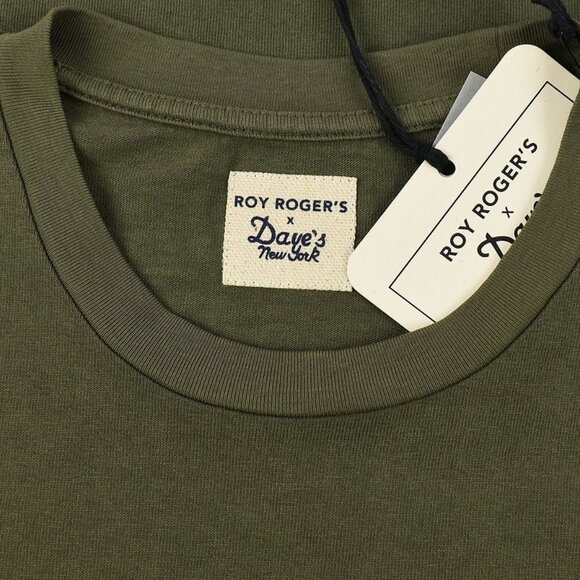 ROY ROGER'S
x
Dave's
New York
ROY ROGER'S
x